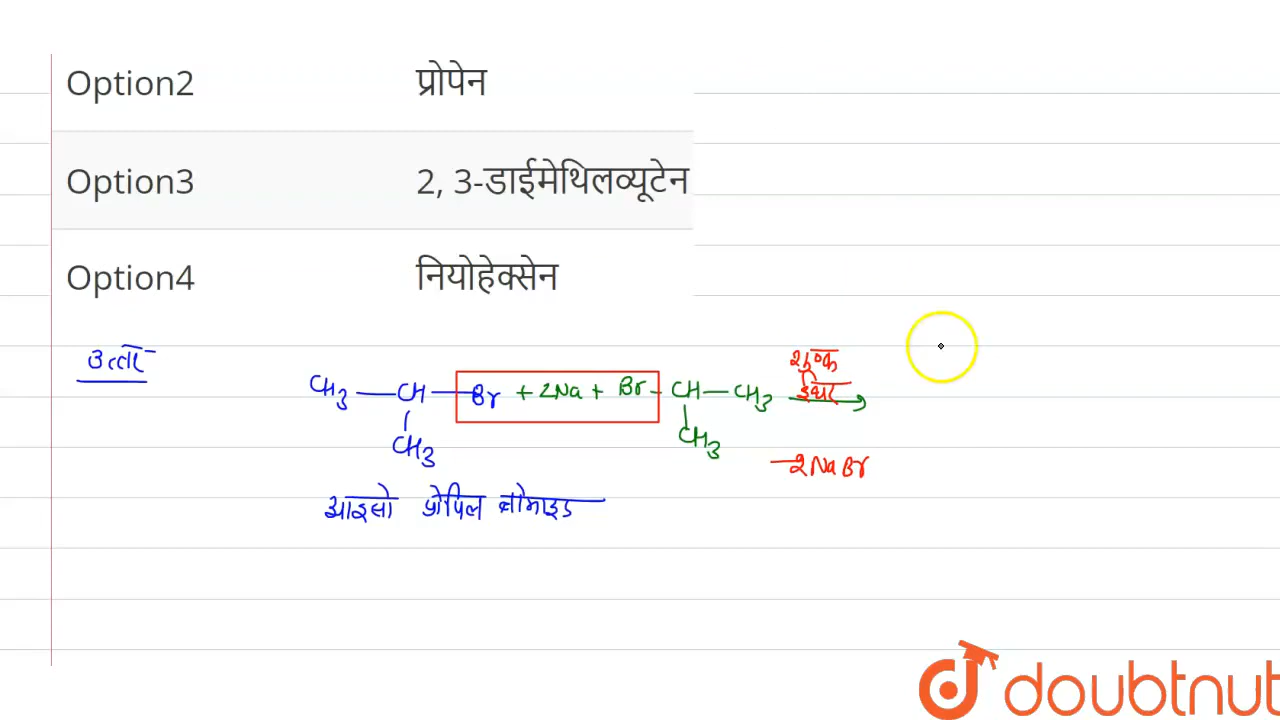 Option2 प्रोपेन
Option3 2, 3-डाईमेथिलव्यूटेन
Option4 नियोहेक्सेन
उत्तर
शुष्क
ईथर
CH3 — CH — Br + 2Na + Br — CH — CH3
CH3 CH3
-2NaBr
आइसो प्रोपिल ब्रोमाइड
doubtnut